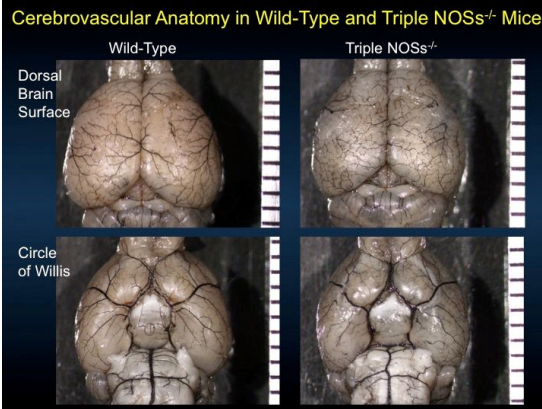 Cerebrovascular Anatomy in Wild-Type and Triple NOSs-/- Mice
Wild-Type
Triple NOSs-/-
Dorsal
Brain
Surface
Circle
of Willis